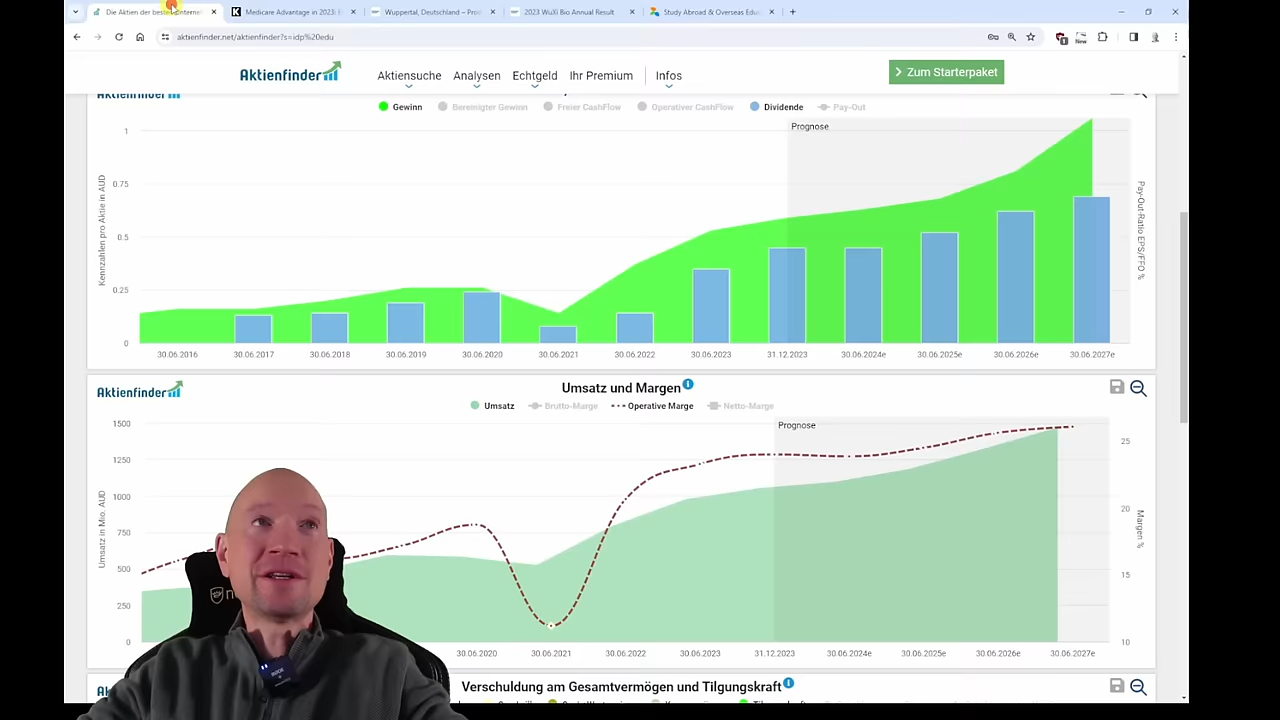 Die Aktien der besten Internet
Medicare Advantage in 2023: E
Wuppertal, Deutschland – Pro
2023 WuXi Bio Annual Result
Study Abroad & Overseas Edu
aktienfinder.net/aktienfinder?s=idp%20edu
New
Aktienfinder
Aktiensuche
Analysen
Echtgeld
Ihr Premium
Infos
Zum Starterpaket
Aktienfinder
Gewinn
Bereinigter Gewinn
Freier CashFlow
Operativer CashFlow
Dividende
Pay-Out
Prognose
Kennzahlen pro Aktie in AUD
1
0.75
0.5
0.25
0
Pay-Out-Ratio EPS/FFO %
30.06.2016
30.06.2017
30.06.2018
30.06.2019
30.06.2020
30.06.2021
30.06.2022
30.06.2023
31.12.2023
30.06.2024e
30.06.2025e
30.06.2026e
30.06.2027e
Aktienfinder
Umsatz und Margen
Umsatz
Brutto-Marge
Operative Marge
Netto-Marge
Prognose
Umsatz in Mio. AUD
1500
1250
1000
750
500
250
0
Margen %
25
20
15
10
30.06.2020
30.06.2021
30.06.2022
30.06.2023
31.12.2023
30.06.2024e
30.06.2025e
30.06.2026e
30.06.2027e
Verschuldung am Gesamtvermögen und Tilgungskraft